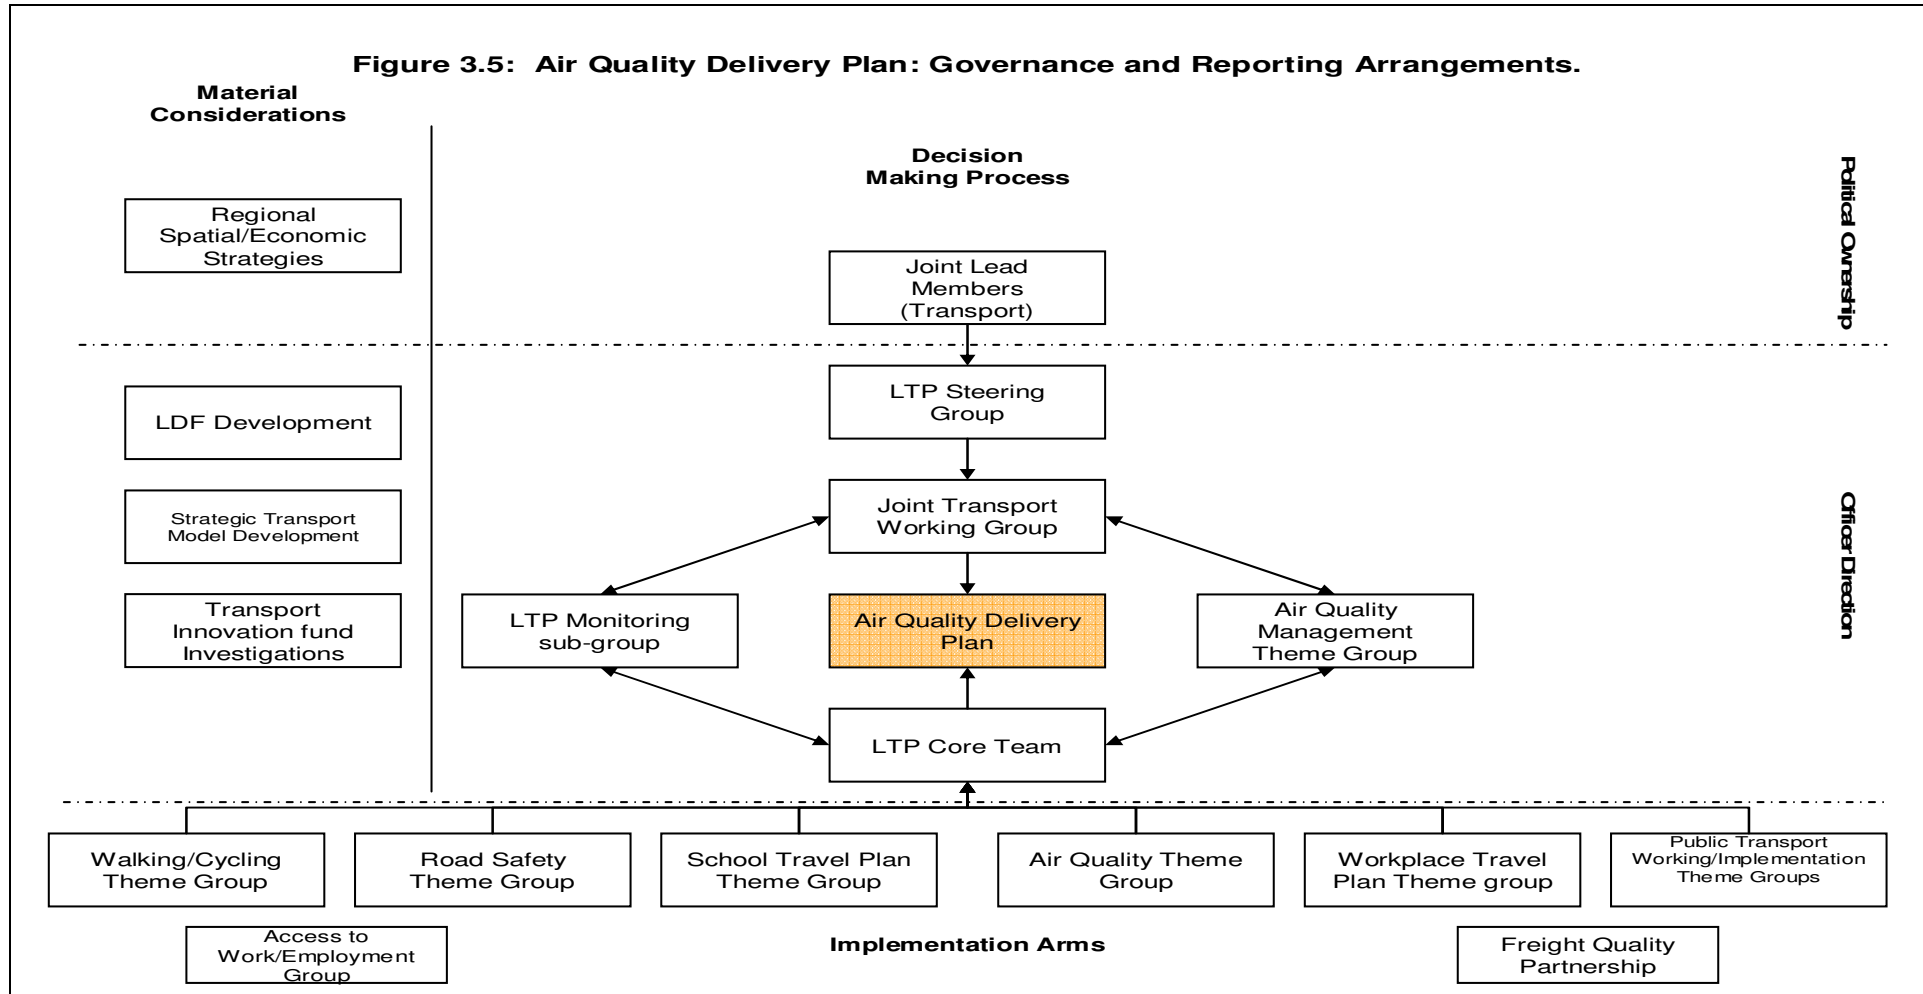 Figure 3.5: Air Quality Delivery Plan: Governance and Reporting Arrangements.
Material
Considerations
Decision
Making Process
Political Ownership
Regional
Spatial/Economic
Strategies
Joint Lead
Members
(Transport)
LDF Development
LTP Steering
Group
Strategic Transport
Model Development
Joint Transport
Working Group
Officer Direction
Transport
Innovation fund
Investigations
LTP Monitoring
sub-group
Air Quality Delivery
Plan
Air Quality
Management
Theme Group
LTP Core Team
Walking/Cycling
Theme Group
Road Safety
Theme Group
School Travel Plan
Theme Group
Air Quality Theme
Group
Workplace Travel
Plan Theme group
Public Transport
Working/Implementation
Theme Groups
Access to
Work/Employment
Group
Implementation Arms
Freight Quality
Partnership